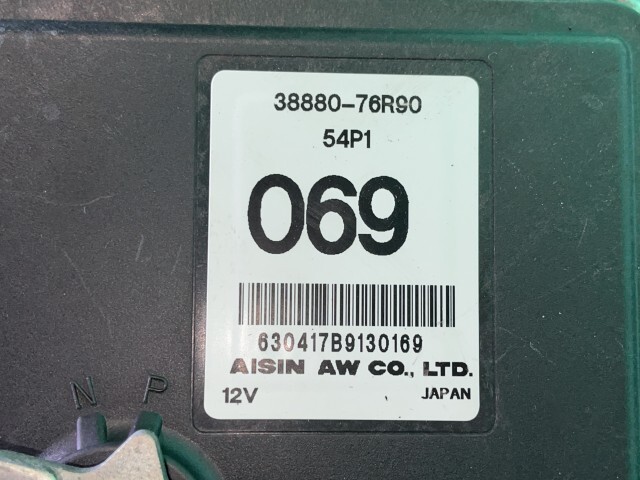 38880-76R90
54P1
069
630417B9130169
AISIN AW CO., LTD.
12V JAPAN
N P